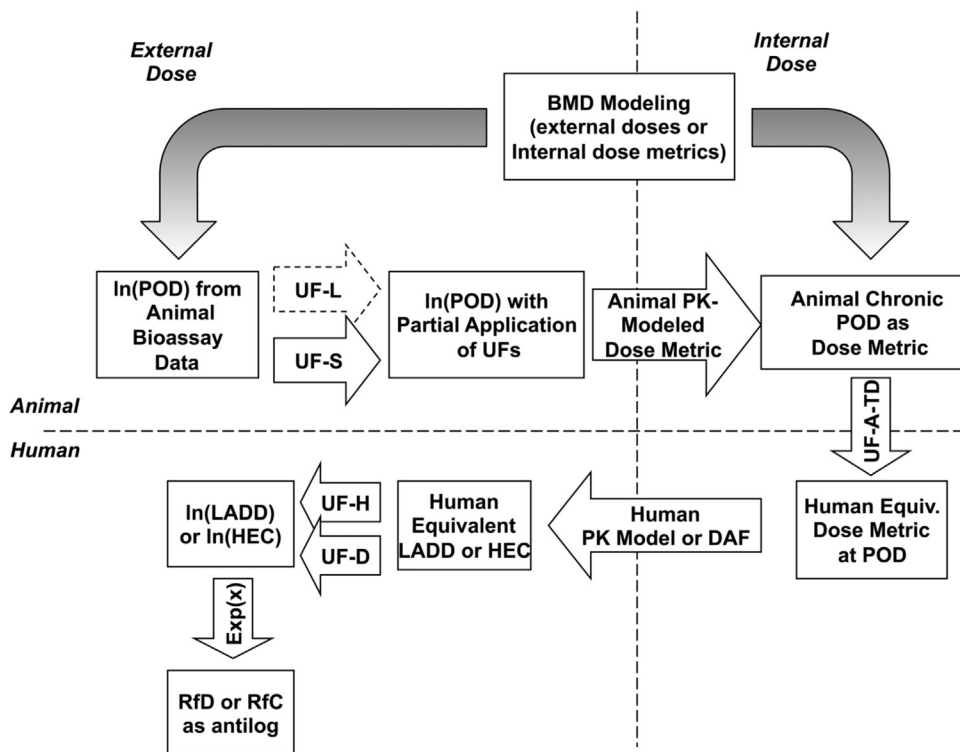 External
Dose
Internal
Dose
BMD Modeling
(external doses or
Internal dose metrics)
ln(POD) from
Animal
Bioassay
Data
UF-L
UF-S
ln(POD) with
Partial Application
of UFs
Animal PK-
Modeled
Dose Metric
Animal Chronic
POD as
Dose Metric
Animal
Human
UF-A-TD
ln(LADD)
or ln(HEC)
UF-H
UF-D
Human
Equivalent
LADD or HEC
Human
PK Model or DAF
Human Equiv.
Dose Metric
at POD
Exp(x)
RfD or RfC
as antilog